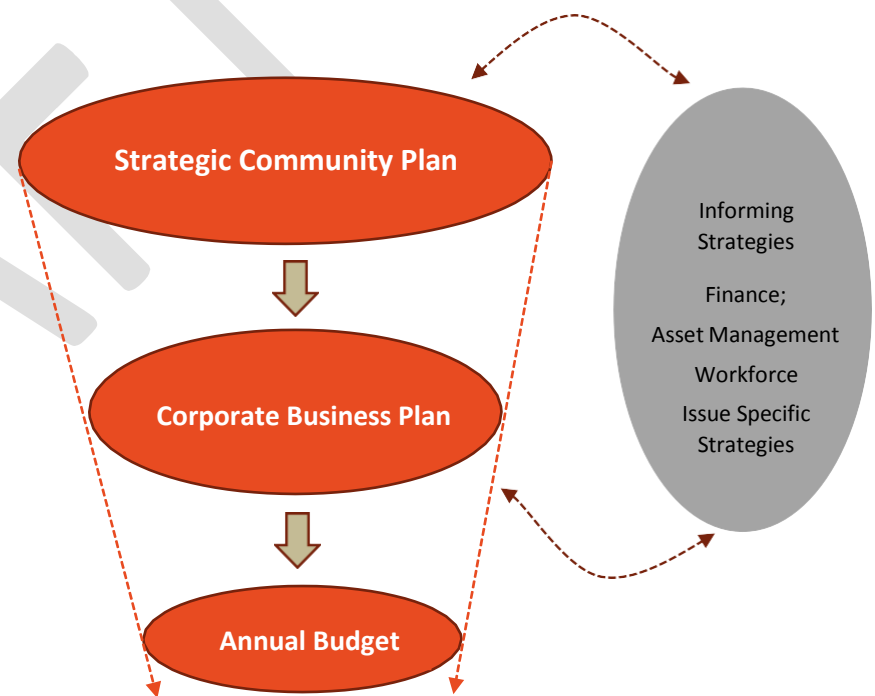 Strategic Community Plan
Informing
Strategies
Finance;
Asset Management
Workforce
Issue Specific
Strategies
Corporate Business Plan
Annual Budget